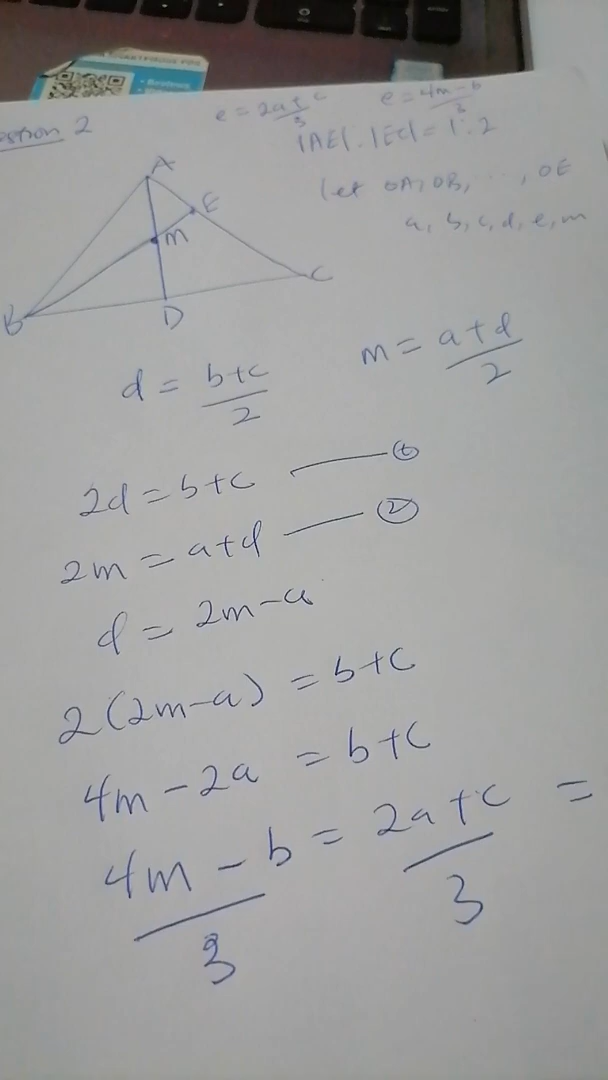 estion 2
e = 2a+c/3 e = 4m-b/3
|AE| : |EC| = 1:2
Let OA, OB, ..., OE
a, b, c, d, e, m
A
E
m
B
D
C
d = b+c/2 m = a+d/2
2d = b+c ——
2m = a+d —— ②
d = 2m-a
2(2m-a) = b+c
4m - 2a = b+c
4m - b/3 = 2a+c/3 =